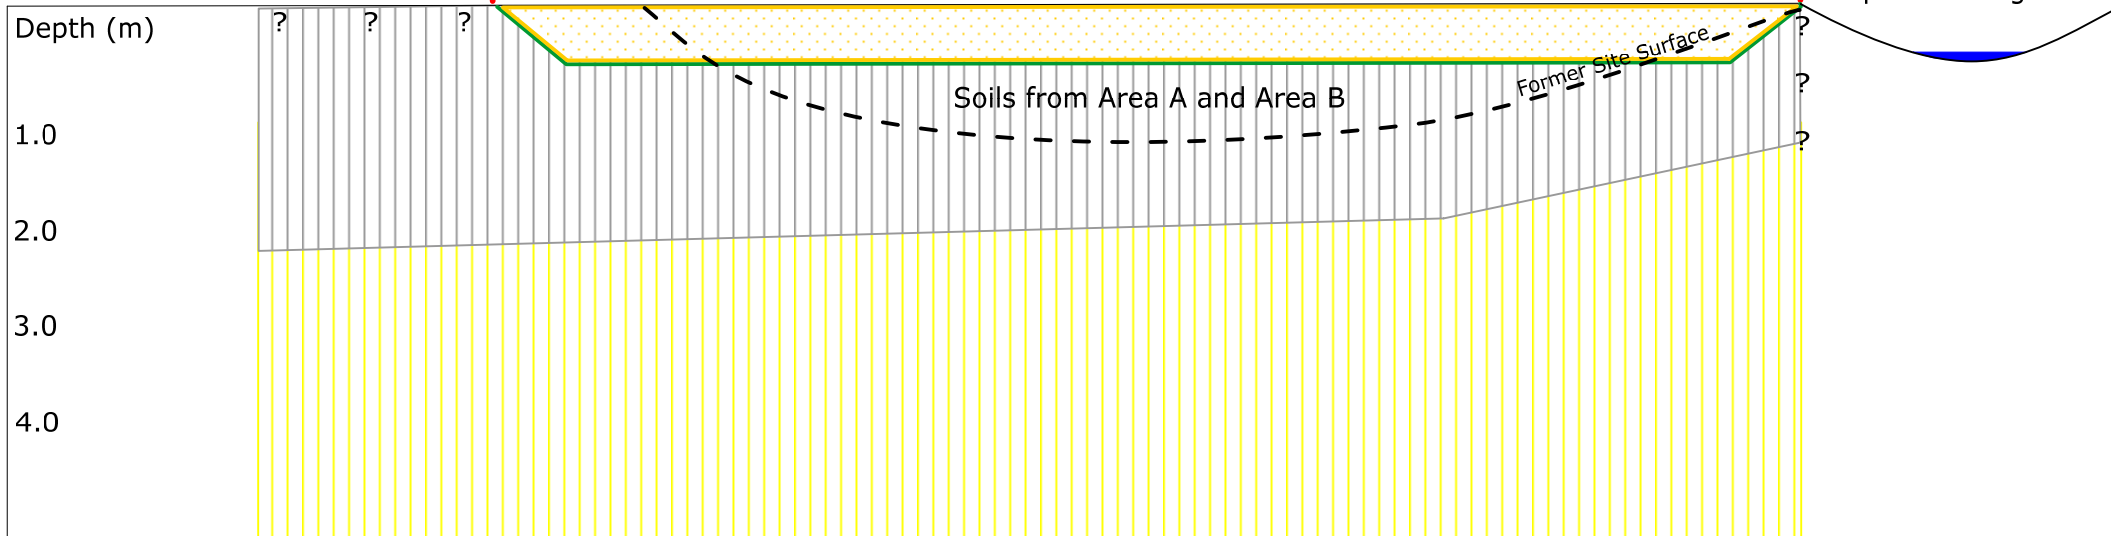 Depth (m)
? ? ?
?
Former Site Surface
?
Soils from Area A and Area B
1.0
?
2.0
3.0
4.0